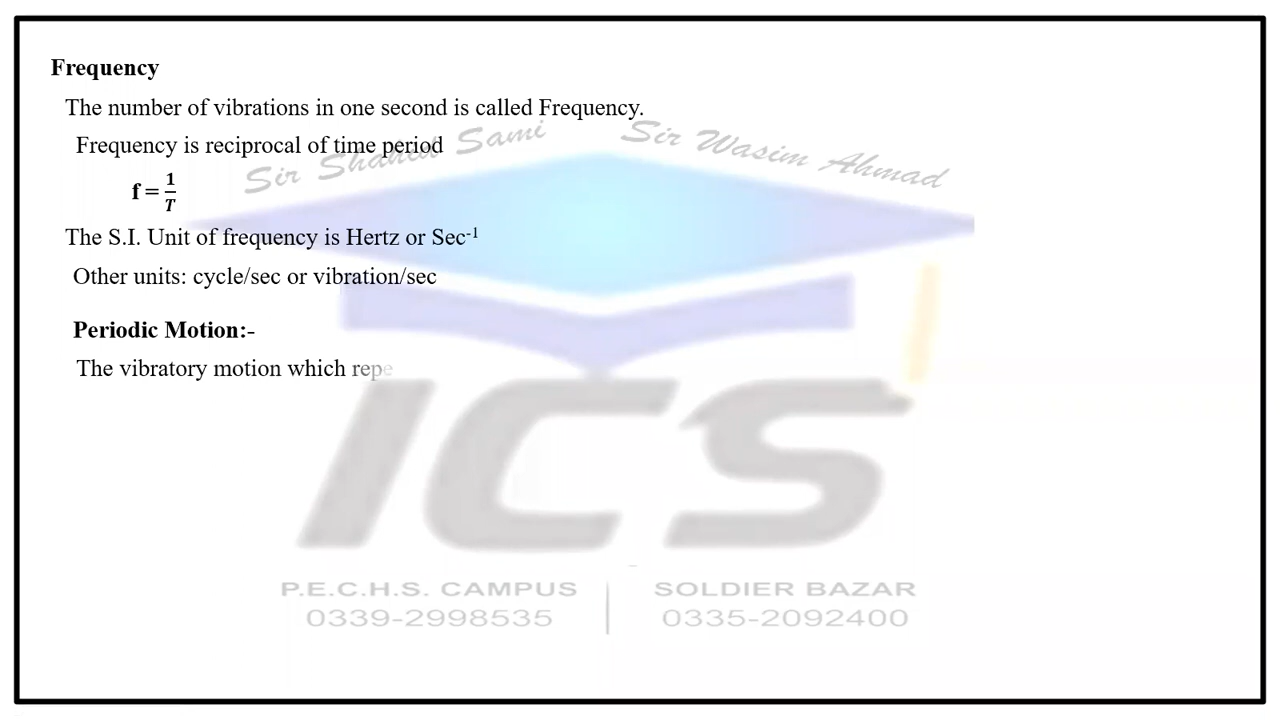 Frequency
The number of vibrations in one second is called Frequency.
Sir Shahid Sami Sir Wasim Ahmad
Frequency is reciprocal of time period
f = 1/T
The S.I. Unit of frequency is Hertz or Sec⁻¹
Other units: cycle/sec or vibration/sec
Periodic Motion:-
The vibratory motion which repe
ICS
P.E.C.H.S. CAMPUS | SOLDIER BAZAR
0339-2998535 | 0335-2092400